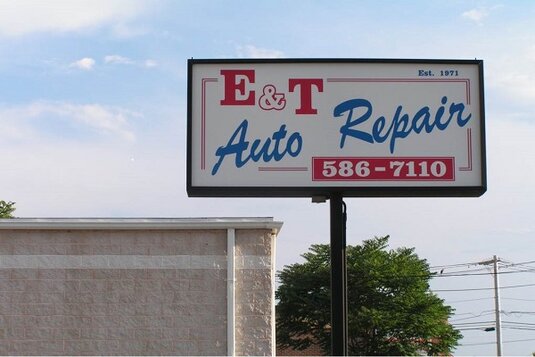 Est. 1971
E&T
Auto Repair
586-7110